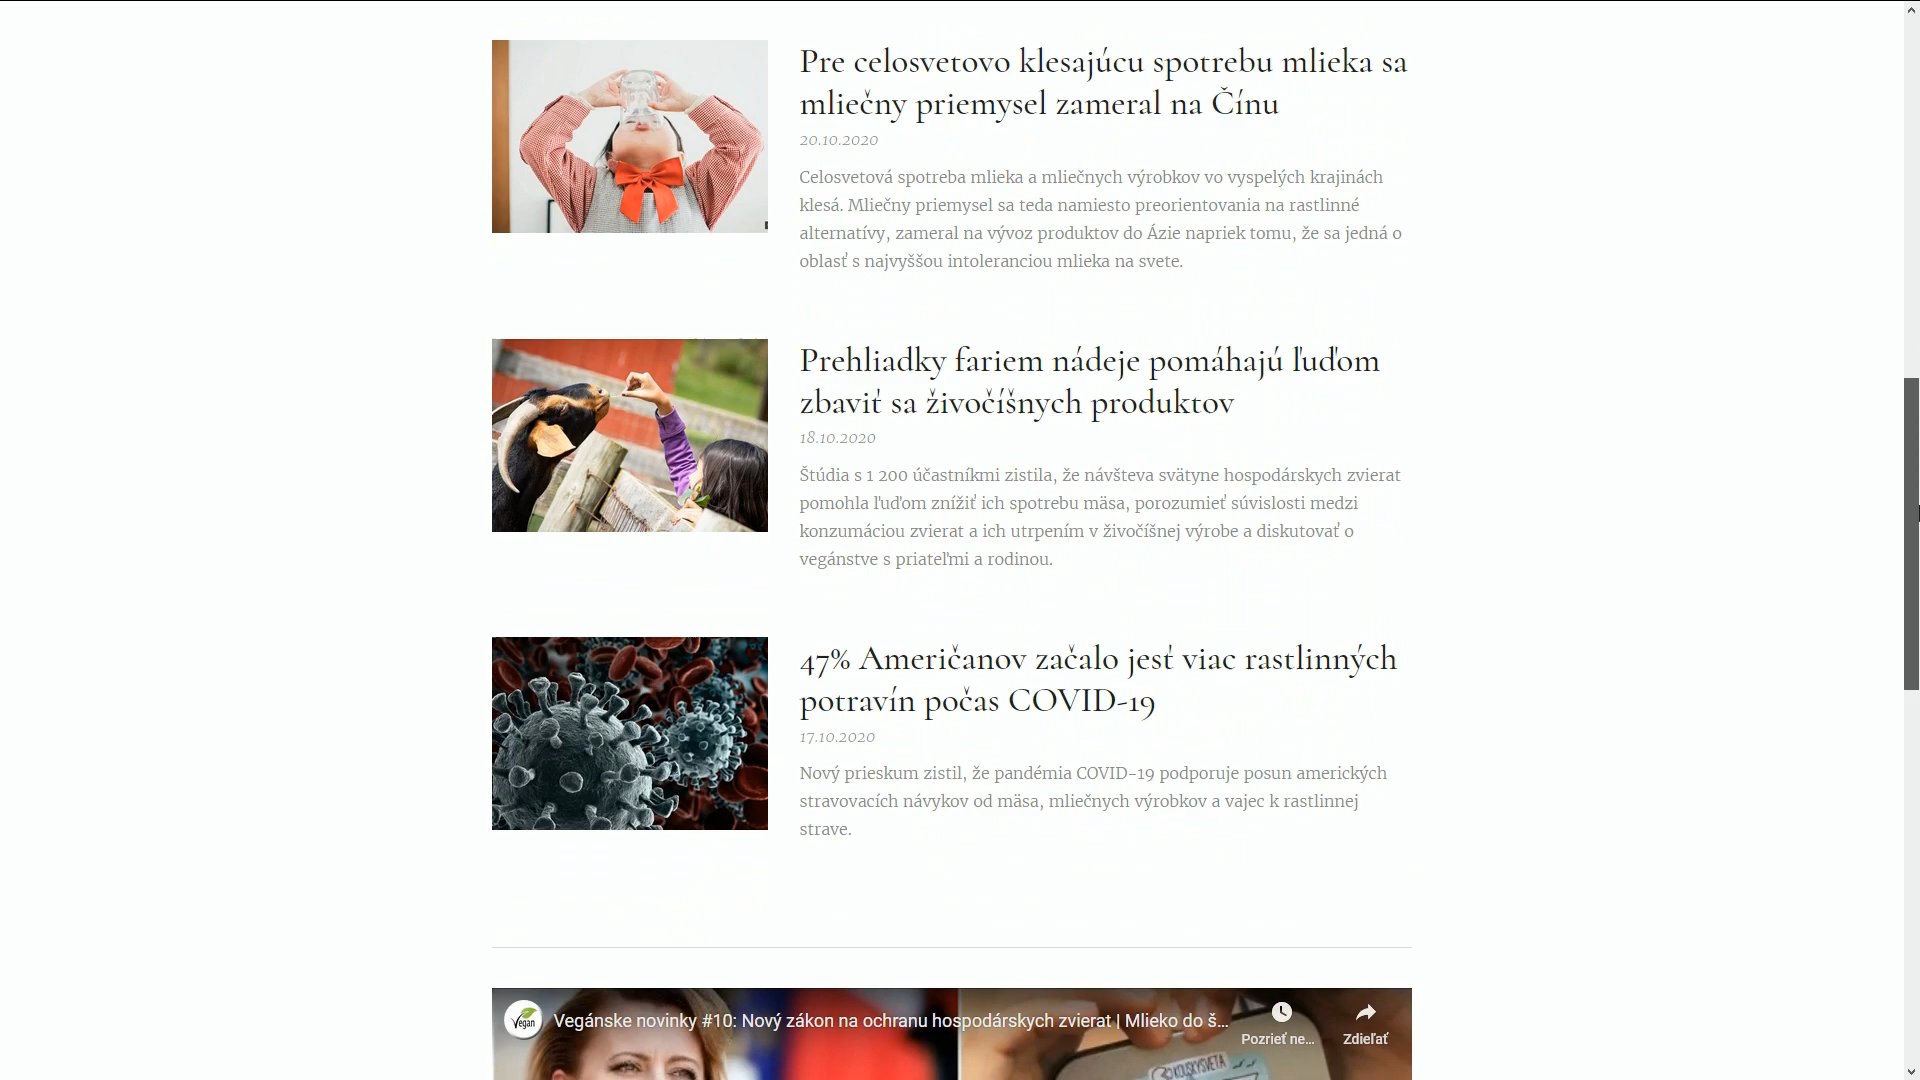 Pre celosvetovo klesajúcu spotrebu mlieka sa
mliečny priemysel zameral na Čínu
20.10.2020
Celosvetová spotreba mlieka a mliečnych výrobkov vo vyspelých krajinách
klesá. Mliečny priemysel sa teda namiesto preorientovania na rastlinné
alternatívy, zameral na vývoz produktov do Ázie napriek tomu, že sa jedná o
oblasť s najvyššou intoleranciou mlieka na svete.
Prehliadky fariem nádeje pomáhajú ľuďom
zbaviť sa živočíšnych produktov
18.10.2020
Štúdia s 1 200 účastníkmi zistila, že návšteva svätyne hospodárskych zvierat
pomohla ľuďom znížiť ich spotrebu mäsa, porozumieť súvislosti medzi
konzumáciou zvierat a ich utrpením v živočíšnej výrobe a diskutovať o
vegánstve s priateľmi a rodinou.
47% Američanov začalo jesť viac rastlinných
potravín počas COVID-19
17.10.2020
Nový prieskum zistil, že pandémia COVID-19 podporuje posun amerických
stravovacích návykov od mäsa, mliečnych výrobkov a vajec k rastlinnej
strave.
Vegan
Vegánske novinky #10: Nový zákon na ochranu hospodárskych zvierat | Mlieko do š...
Pozrieť ne...
Zdieľať